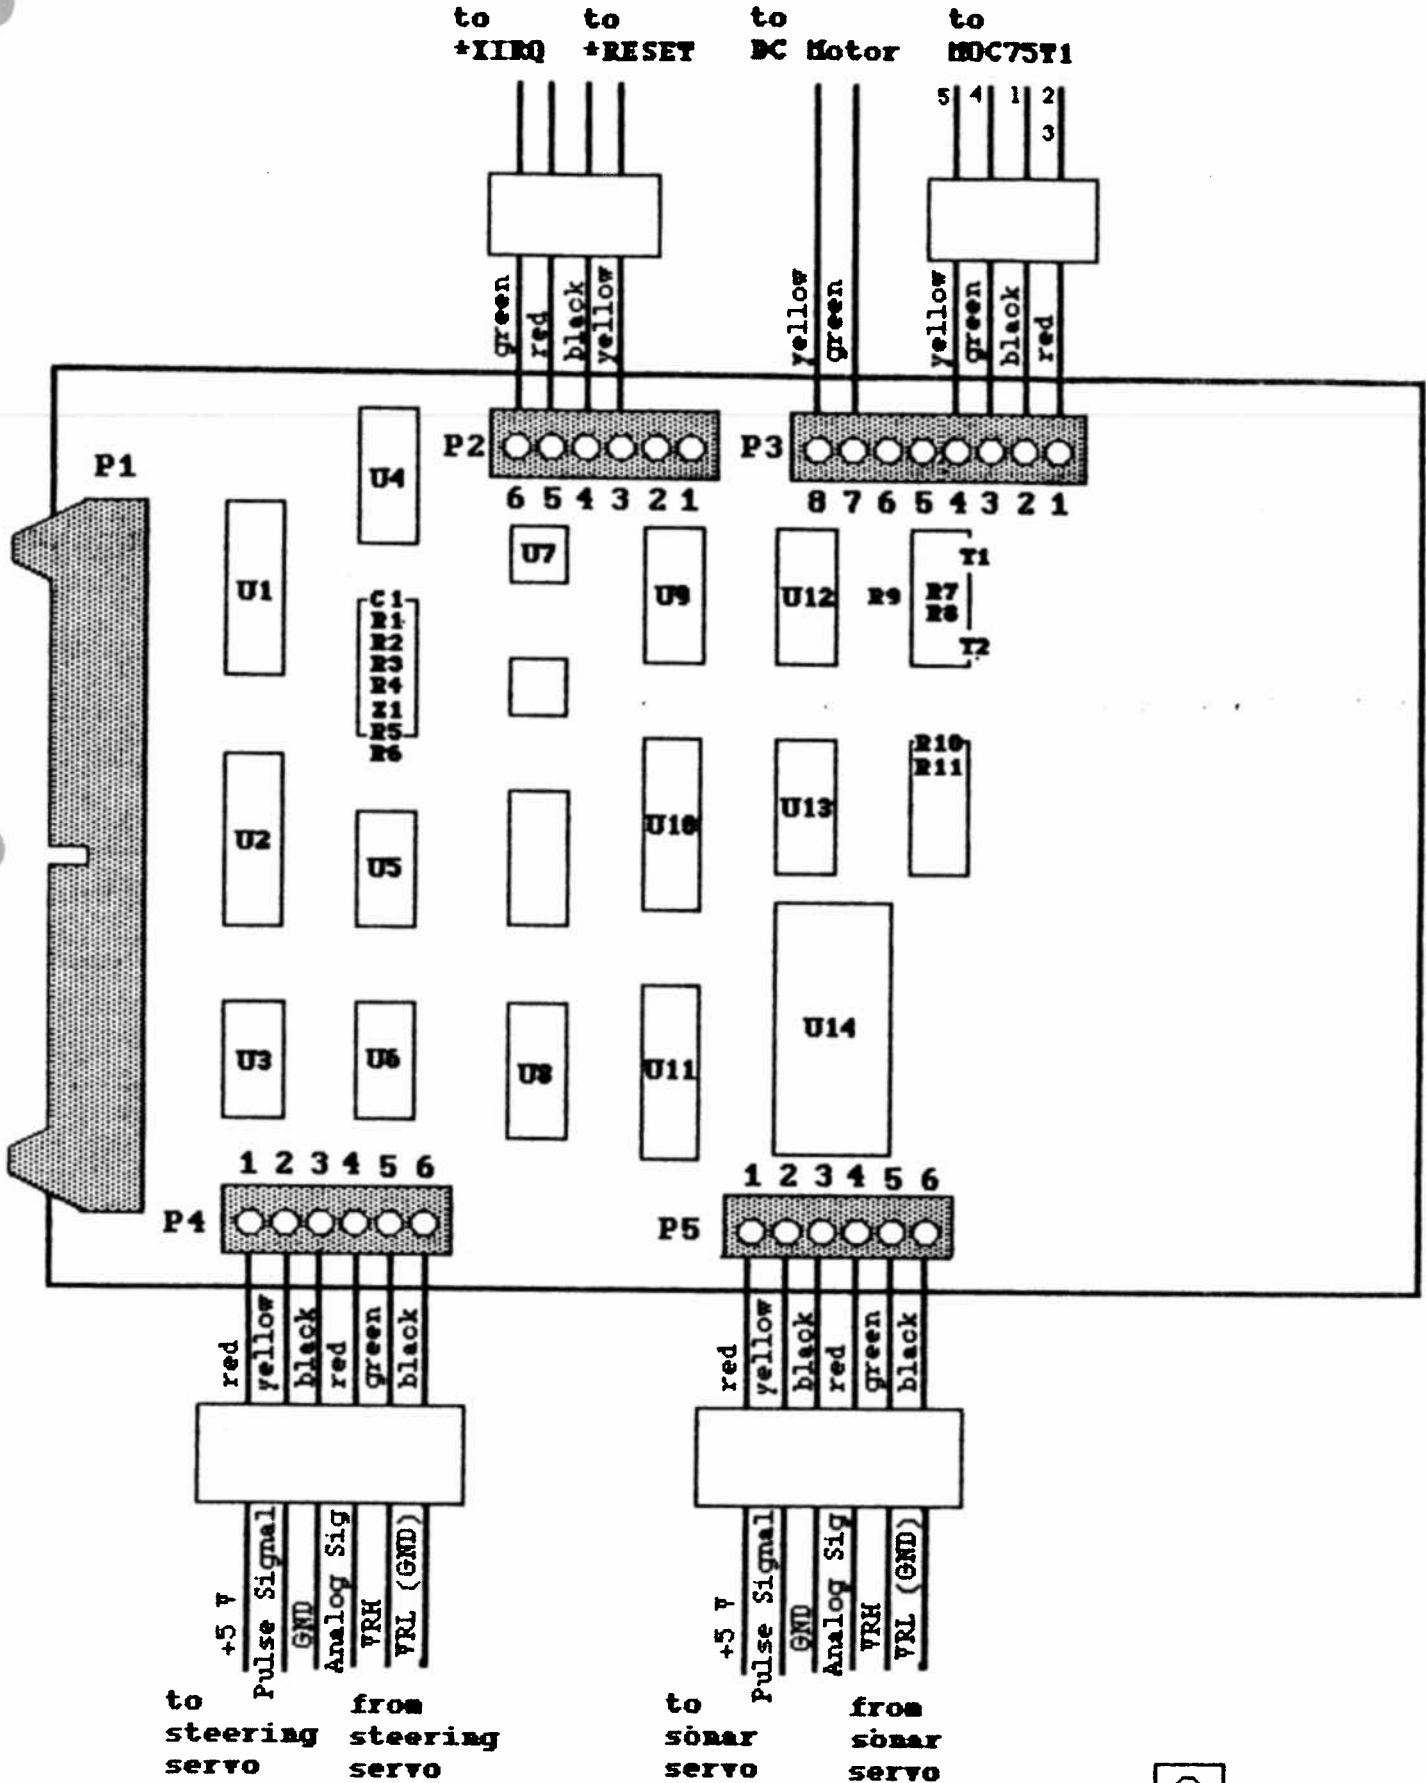 to to to to
*XIRQ *RESET DC Motor MOC75T1
5 4 1 2
3
green red black yellow yellow green yellow green black red
P2 P3
P1
U4
6 5 4 3 2 1 8 7 6 5 4 3 2 1
U7
T1
U1 U9 U12 R9 R7
C1 R8
R1
R2 T2
R3
R4
Z1
R5 R10
R6 R11
U2 U10 U13
U5
U14
U3 U6 U8 U11
1 2 3 4 5 6 1 2 3 4 5 6
P4 P5
red yellow black red green black red yellow black red green black
+5 V Pulse Signal GND Analog Sig VRH VRL (GND) +5 V Pulse Signal GND Analog Sig VRH VRL (GND)
to from to from
steering steering sonar sonar
servo servo servo servo